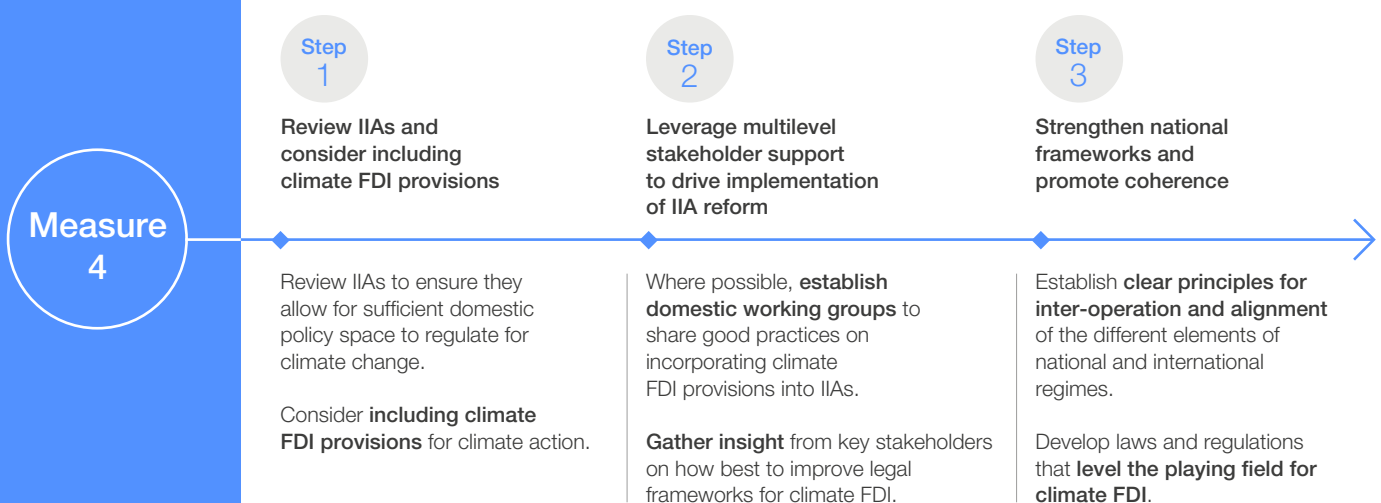 Measure
4
Step
1
Review IIAs and
consider including
climate FDI provisions
Review IIAs to ensure they
allow for sufficient domestic
policy space to regulate for
climate change.
Consider including climate
FDI provisions for climate action.
Step
2
Leverage multilevel
stakeholder support
to drive implementation
of IIA reform
Where possible, establish
domestic working groups to
share good practices on
incorporating climate
FDI provisions into IIAs.
Gather insight from key stakeholders
on how best to improve legal
frameworks for climate FDI.
Step
3
Strengthen national
frameworks and
promote coherence
Establish clear principles for
inter-operation and alignment
of the different elements of
national and international
regimes.
Develop laws and regulations
that level the playing field for
climate FDI.